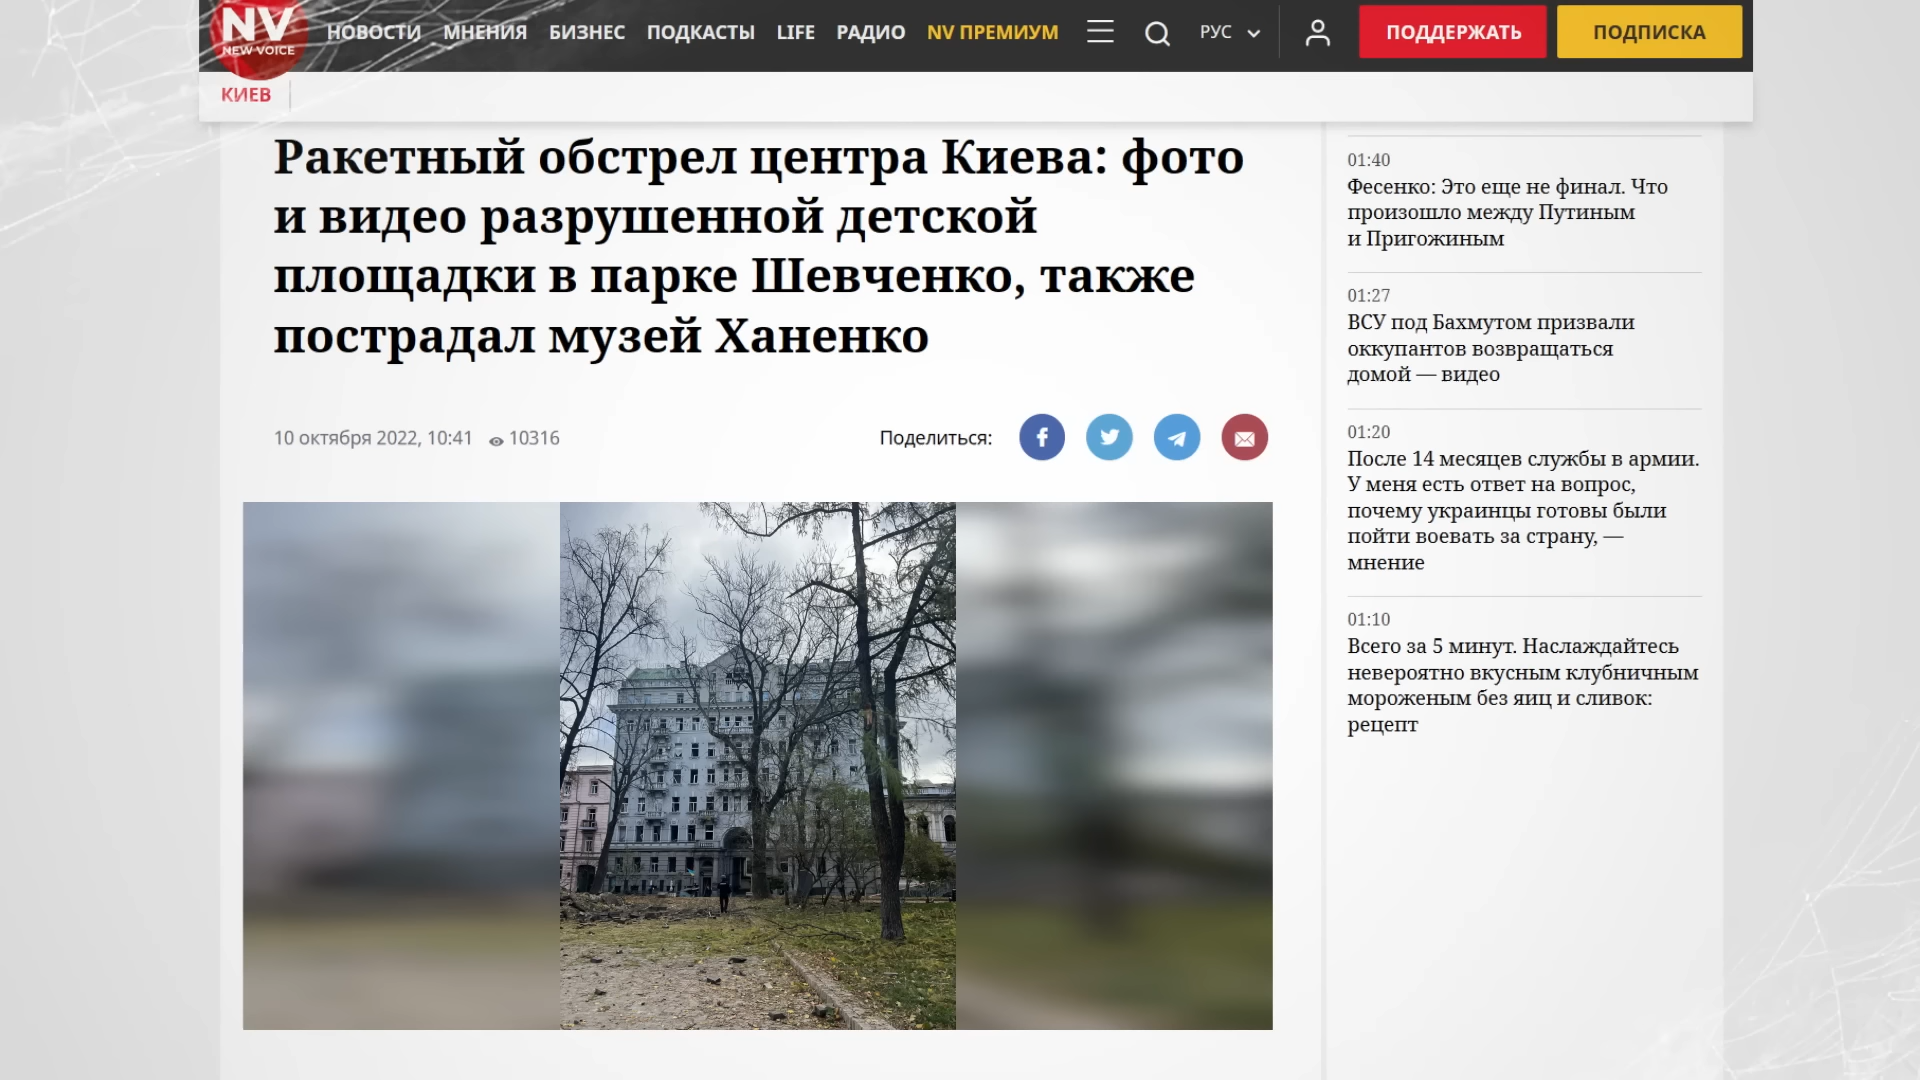 NV
NEW VOICE
НОВОСТИ МНЕНИЯ БИЗНЕС ПОДКАСТЫ LIFE РАДИО NV ПРЕМИУМ РУС ПОДДЕРЖАТЬ ПОДПИСКА
КИЕВ
Ракетный обстрел центра Киева: фото
и видео разрушенной детской
площадки в парке Шевченко, также
пострадал музей Ханенко
10 октября 2022, 10:41 10316
Поделиться:
01:40
Фесенко: Это еще не финал. Что
произошло между Путиным
и Пригожиным
01:27
ВСУ под Бахмутом призвали
оккупантов возвращаться
домой — видео
01:20
После 14 месяцев службы в армии.
У меня есть ответ на вопрос,
почему украинцы готовы были
пойти воевать за страну, —
мнение
01:10
Всего за 5 минут. Наслаждайтесь
невероятно вкусным клубничным
мороженым без яиц и сливок:
рецепт